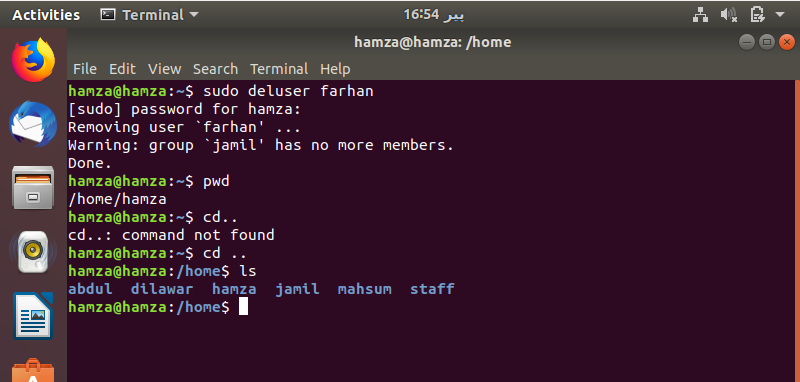 Activities Terminal 16:54 پیر
hamza@hamza: /home
File Edit View Search Terminal Help
hamza@hamza:~$ sudo deluser farhan
[sudo] password for hamza:
Removing user `farhan' ...
Warning: group `jamil' has no more members.
Done.
hamza@hamza:~$ pwd
/home/hamza
hamza@hamza:~$ cd..
cd..: command not found
hamza@hamza:~$ cd ..
hamza@hamza:/home$ ls
abdul dilawar hamza jamil mahsum staff
hamza@hamza:/home$